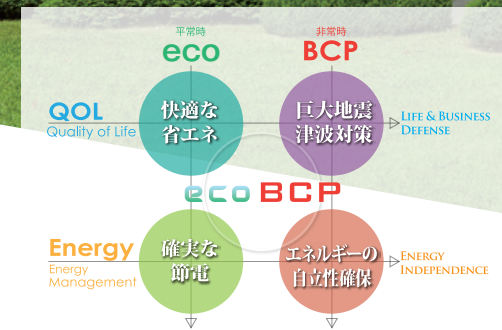 平常時
eco
非常時
BCP
QOL
Quality of Life
快適な
省エネ
巨大地震
津波対策
LIFE & BUSINESS
DEFENSE
ecoBCP
Energy
Energy
Management
確実な
節電
エネルギーの
自立性確保
ENERGY
INDEPENDENCE